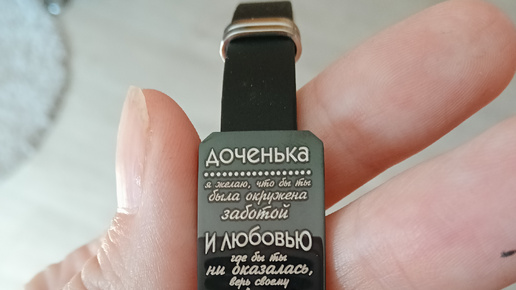 доченька
я желаю, что бы ты
была окружена
заботой
и любовью
где бы ты
ни оказалась,
верь своему